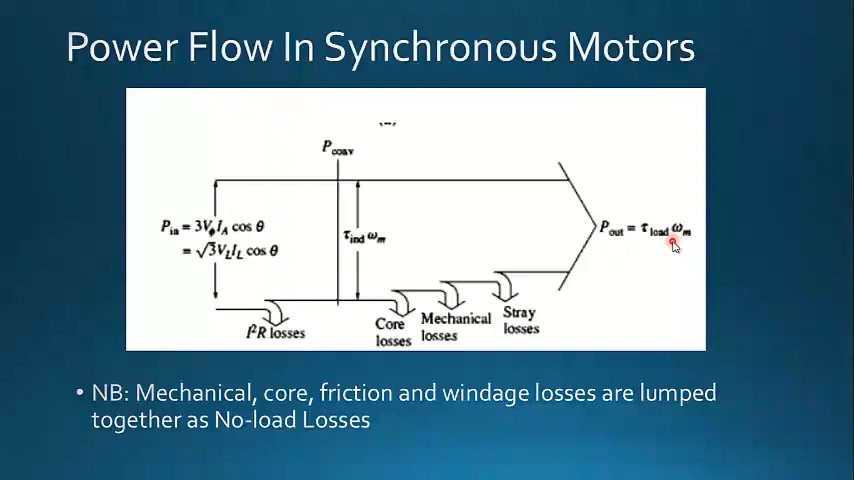 Power Flow In Synchronous Motors
P_conv
P_in = 3V_ϕ I_A cos θ
= √3 V_L I_L cos θ
τ_ind ω_m
P_out = τ_load ω_m
I²R losses
Core
losses
Mechanical
losses
Stray
losses
• NB: Mechanical, core, friction and windage losses are lumped
together as No-load Losses